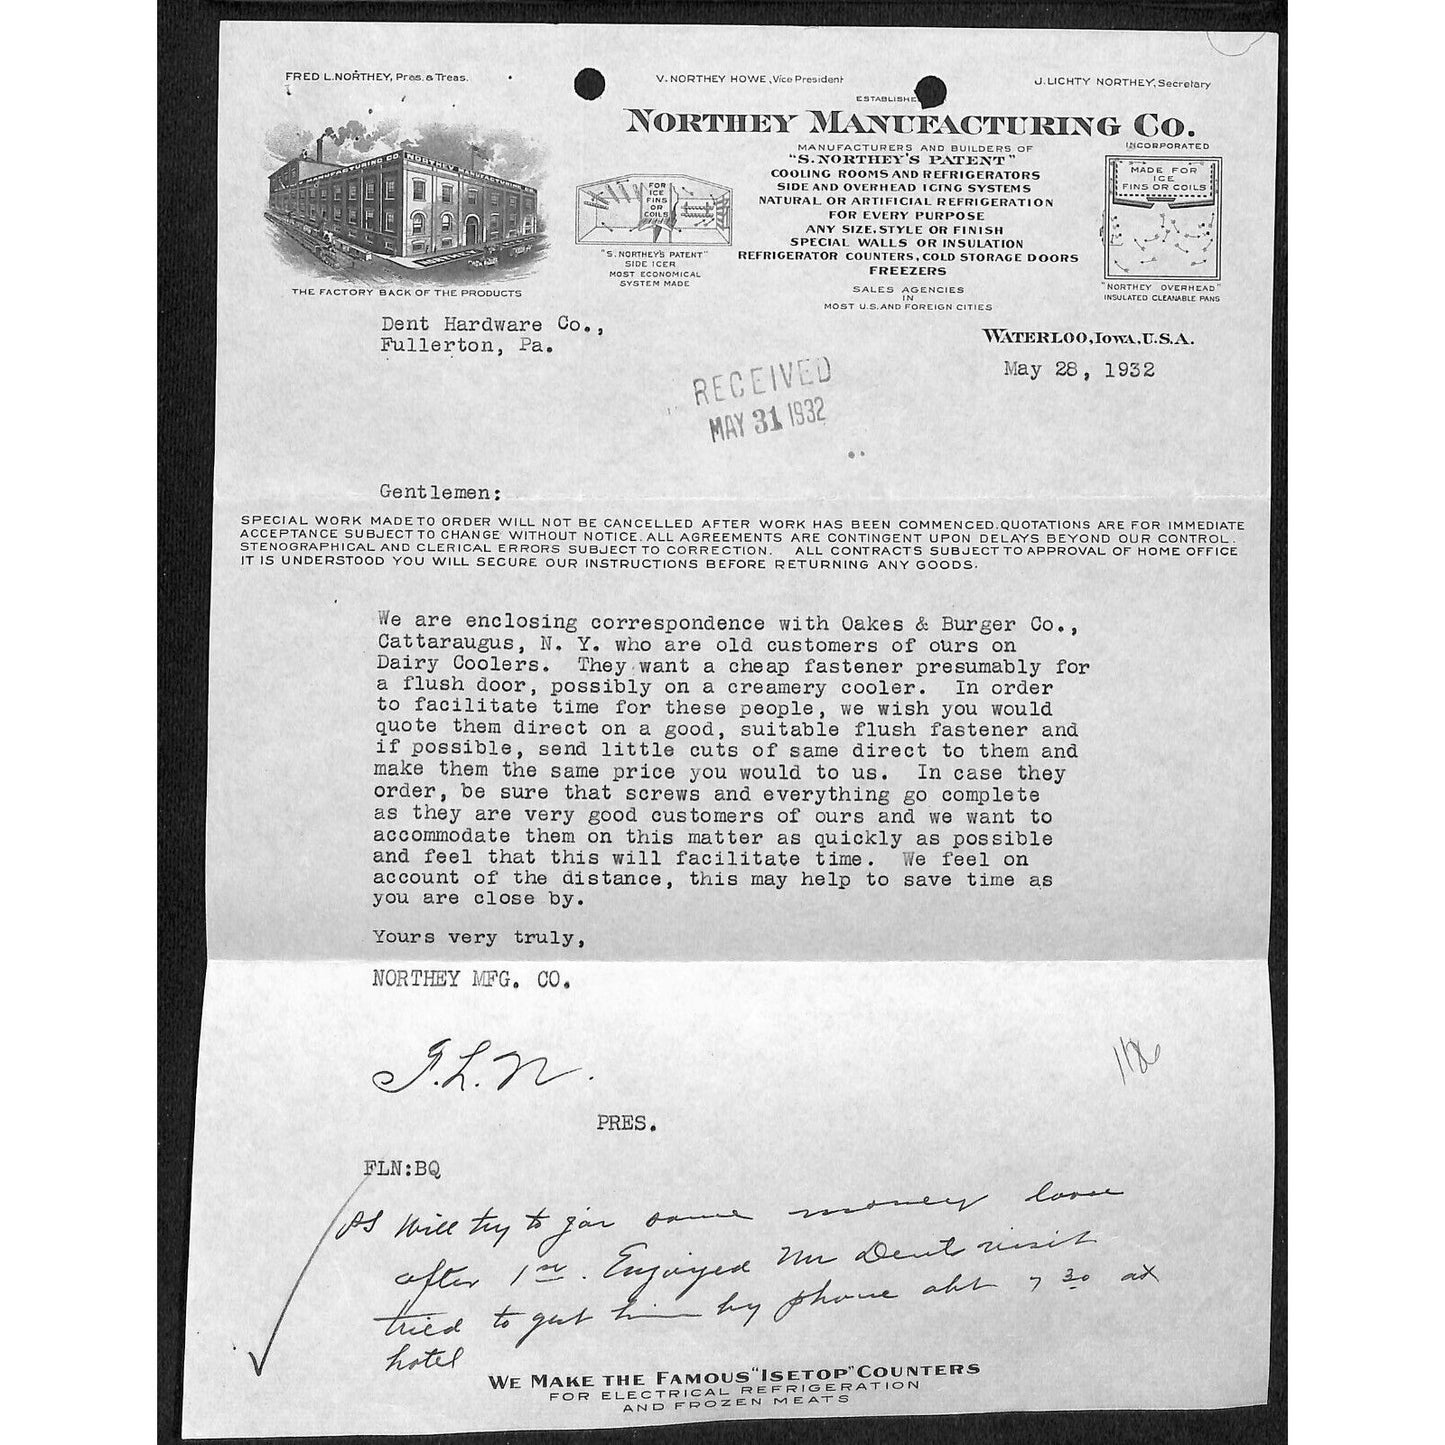 FRED L. NORTHEY, Pres. & Treas.
V. NORTHEY HOWE, Vice President
J. LICHTY NORTHEY, Secretary
ESTABLISHE
NORTHEY MANUFACTURING CO.
INCORPORATED
MANUFACTURERS AND BUILDERS OF
"S. NORTHEY'S PATENT"
COOLING ROOMS AND REFRIGERATORS
SIDE AND OVERHEAD ICING SYSTEMS
NATURAL OR ARTIFICIAL REFRIGERATION
FOR EVERY PURPOSE
ANY SIZE, STYLE OR FINISH
SPECIAL WALLS OR INSULATION
REFRIGERATOR COUNTERS, COLD STORAGE DOORS
FREEZERS
SALES AGENCIES
IN
MOST U.S. AND FOREIGN CITIES
MANUFACTURING CO.
NORTHEY MANUFACTURING CO.
THE FACTORY BACK OF THE PRODUCTS
FOR
ICE
FINS
OR
COILS
"S. NORTHEY'S PATENT"
SIDE ICER
MOST ECONOMICAL
SYSTEM MADE
MADE FOR
ICE
FINS OR COILS
"NORTHEY OVERHEAD"
INSULATED CLEANABLE PANS
WATERLOO, IOWA, U.S.A.
Dent Hardware Co.,
Fullerton, Pa.
May 28, 1932
RECEIVED
MAY 31 1932
Gentlemen:
SPECIAL WORK MADE TO ORDER WILL NOT BE CANCELLED AFTER WORK HAS BEEN COMMENCED. QUOTATIONS ARE FOR IMMEDIATE
ACCEPTANCE SUBJECT TO CHANGE WITHOUT NOTICE. ALL AGREEMENTS ARE CONTINGENT UPON DELAYS BEYOND OUR CONTROL.
STENOGRAPHICAL AND CLERICAL ERRORS SUBJECT TO CORRECTION. ALL CONTRACTS SUBJECT TO APPROVAL OF HOME OFFICE
IT IS UNDERSTOOD YOU WILL SECURE OUR INSTRUCTIONS BEFORE RETURNING ANY GOODS.
We are enclosing correspondence with Oakes & Burger Co.,
Cattaraugus, N. Y. who are old customers of ours on
Dairy Coolers. They want a cheap fastener presumably for
a flush door, possibly on a creamery cooler. In order
to facilitate time for these people, we wish you would
quote them direct on a good, suitable flush fastener and
if possible, send little cuts of same direct to them and
make them the same price you would to us. In case they
order, be sure that screws and everything go complete
as they are very good customers of ours and we want to
accommodate them on this matter as quickly as possible
and feel that this will facilitate time. We feel on
account of the distance, this may help to save time as
you are close by.
Yours very truly,
NORTHEY MFG. CO.
F.L.N.
PRES.
FLN:BQ
PS Will try to jar some money loose
after 1st. Enjoyed Mr Dents visit
tried to get him by phone abt 7 30 at
hotel
WE MAKE THE FAMOUS "ISETOP" COUNTERS
FOR ELECTRICAL REFRIGERATION
AND FROZEN MEATS